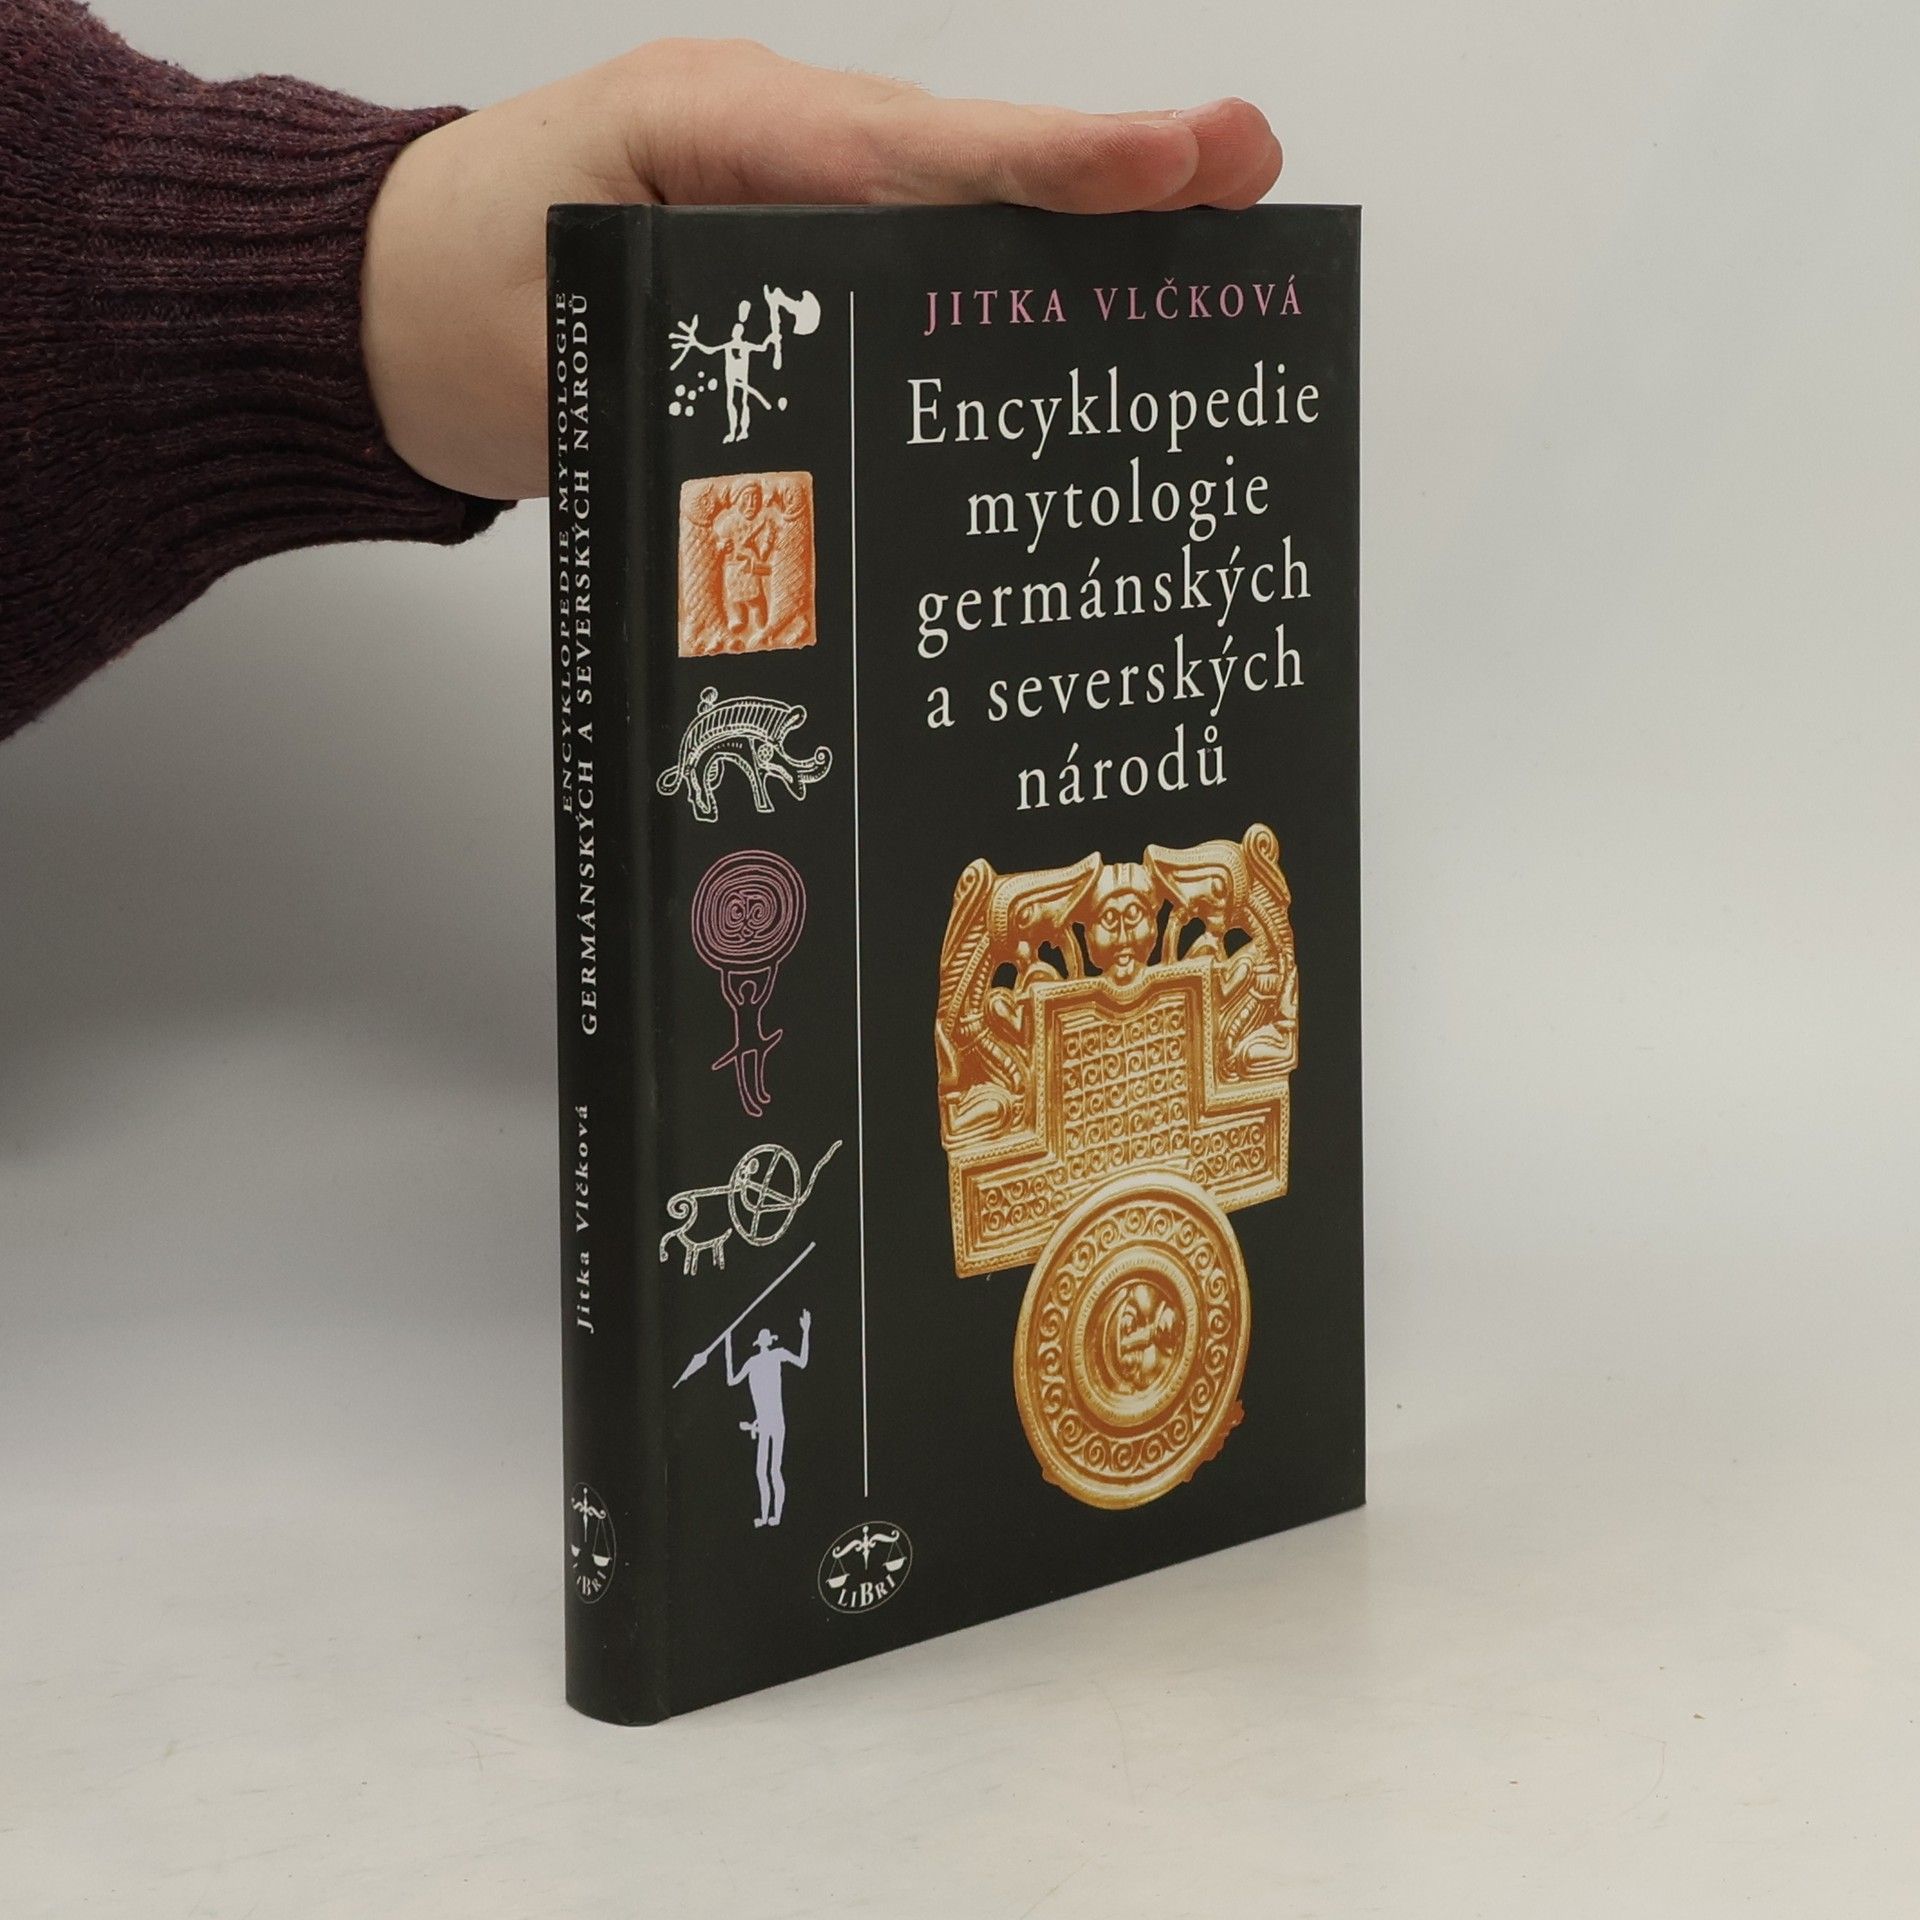 JITKA VLČKOVÁ
Encyklopedie
mytologie
germánských
a severských
národů
LIBRI
ENCYKLOPEDIE MYTOLOGIE
GERMÁNSKÝCH A SEVERSKÝCH NÁRODŮ
Jitka Vlčková
LIBRI